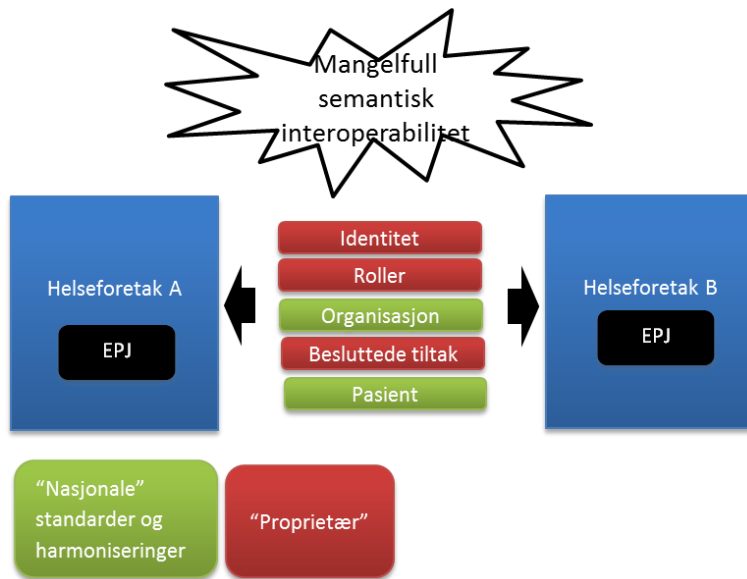 Mangelfull
semantisk
interoperabilitet
Helseforetak A
EPJ
Identitet
Roller
Organisasjon
Besluttede tiltak
Pasient
Helseforetak B
EPJ
“Nasjonale”
standarder og
harmoniseringer
“Proprietær”